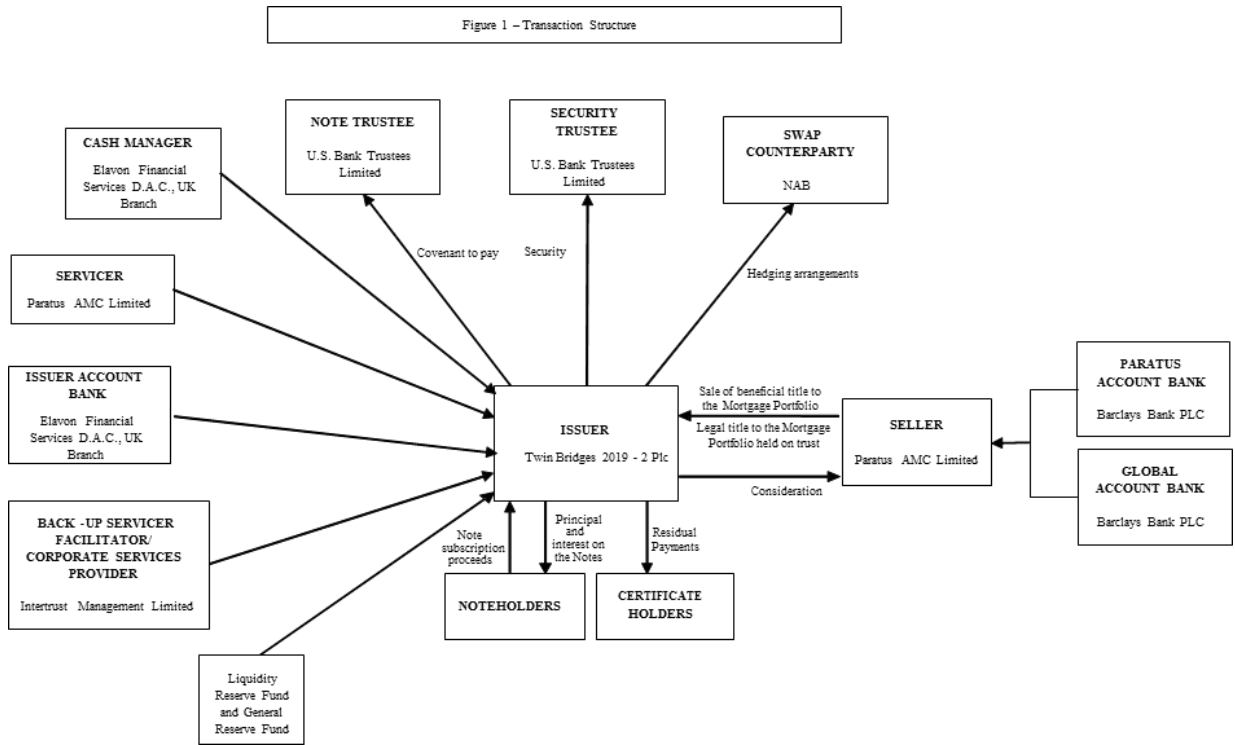 Figure 1 – Transaction Structure
CASH MANAGER
Elavon Financial
Services D.A.C., UK
Branch
NOTE TRUSTEE
U.S. Bank Trustees
Limited
SECURITY
TRUSTEE
U.S. Bank Trustees
Limited
SWAP
COUNTERPARTY
NAB
Covenant to pay
Security
Hedging arrangements
SERVICER
Paratus AMC Limited
ISSUER ACCOUNT
BANK
Elavon Financial
Services D.A.C., UK
Branch
ISSUER
Twin Bridges 2019 - 2 Plc
Sale of beneficial title to
the Mortgage Portfolio
Legal title to the Mortgage
Portfolio held on trust
Consideration
SELLER
Paratus AMC Limited
PARATUS
ACCOUNT BANK
Barclays Bank PLC
GLOBAL
ACCOUNT BANK
Barclays Bank PLC
BACK -UP SERVICER
FACILITATOR/
CORPORATE SERVICES
PROVIDER
Intertrust Management Limited
Note
subscription
proceeds
Principal
and
interest on
the Notes
Residual
Payments
NOTEHOLDERS
CERTIFICATE
HOLDERS
Liquidity
Reserve Fund
and General
Reserve Fund